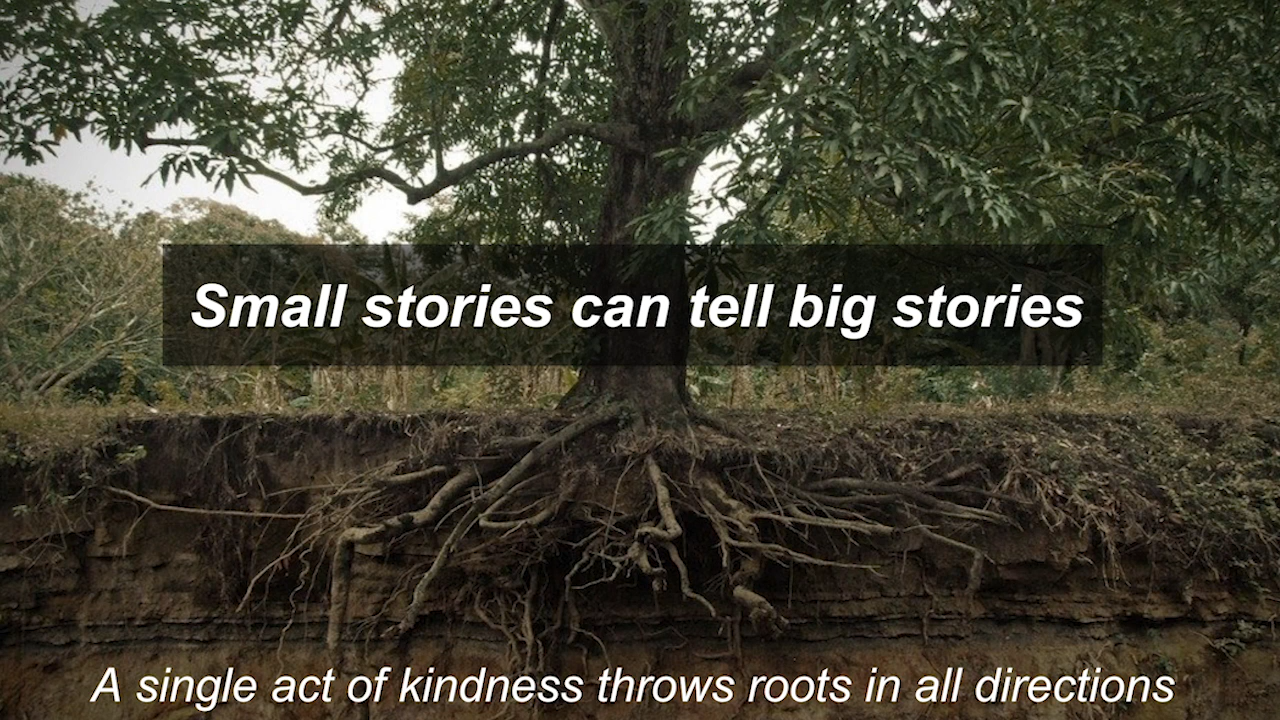 Small stories can tell big stories
A single act of kindness throws roots in all directions